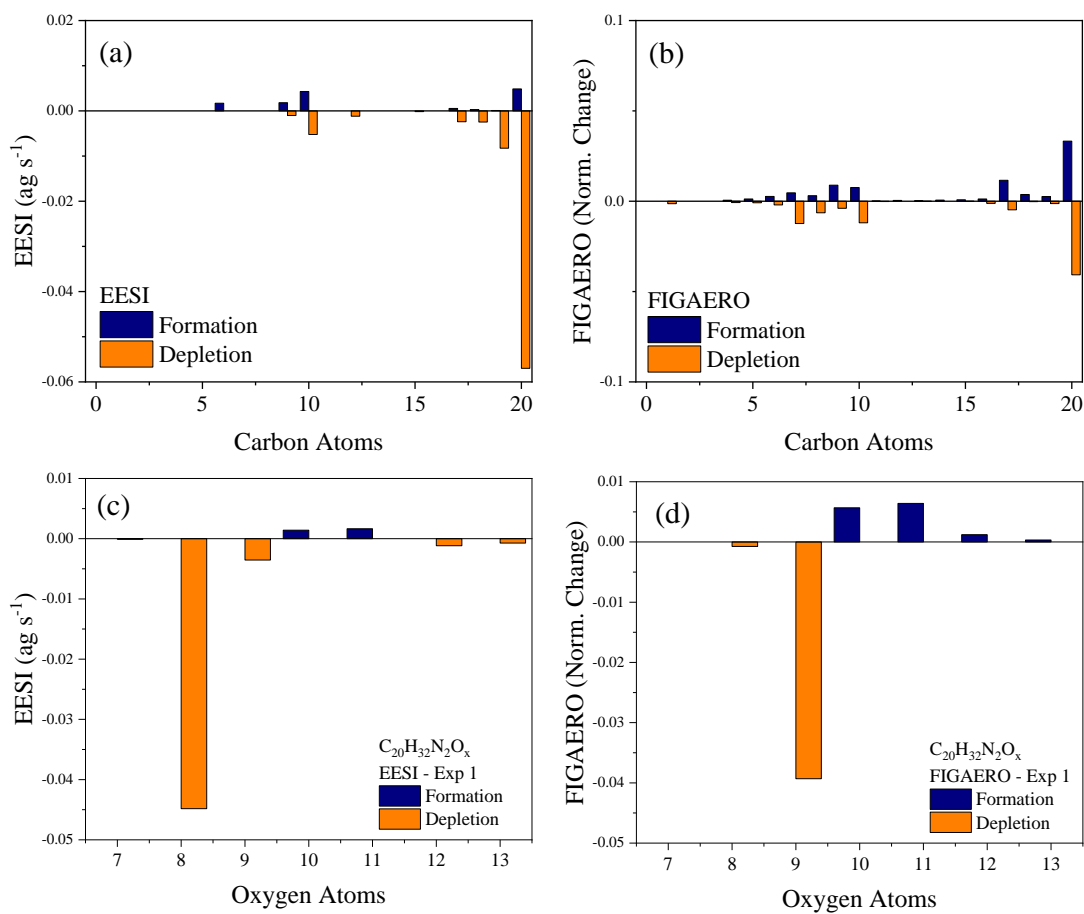 (a)
0.02
0.00
-0.02
-0.04
-0.06
EESI (ag s⁻¹)
EESI
Formation
Depletion
0 5 10 15 20
Carbon Atoms
(b)
0.1
0.0
-0.1
FIGAERO (Norm. Change)
FIGAERO
Formation
Depletion
0 5 10 15 20
Carbon Atoms
(c)
0.01
0.00
-0.01
-0.02
-0.03
-0.04
-0.05
EESI (ag s⁻¹)
C₂₀H₃₂N₂Oₓ
EESI - Exp 1
Formation
Depletion
7 8 9 10 11 12 13
Oxygen Atoms
(d)
0.01
0.00
-0.01
-0.02
-0.03
-0.04
-0.05
FIGAERO (Norm. Change)
C₂₀H₃₂N₂Oₓ
FIGAERO - Exp 1
Formation
Depletion
7 8 9 10 11 12 13
Oxygen Atoms